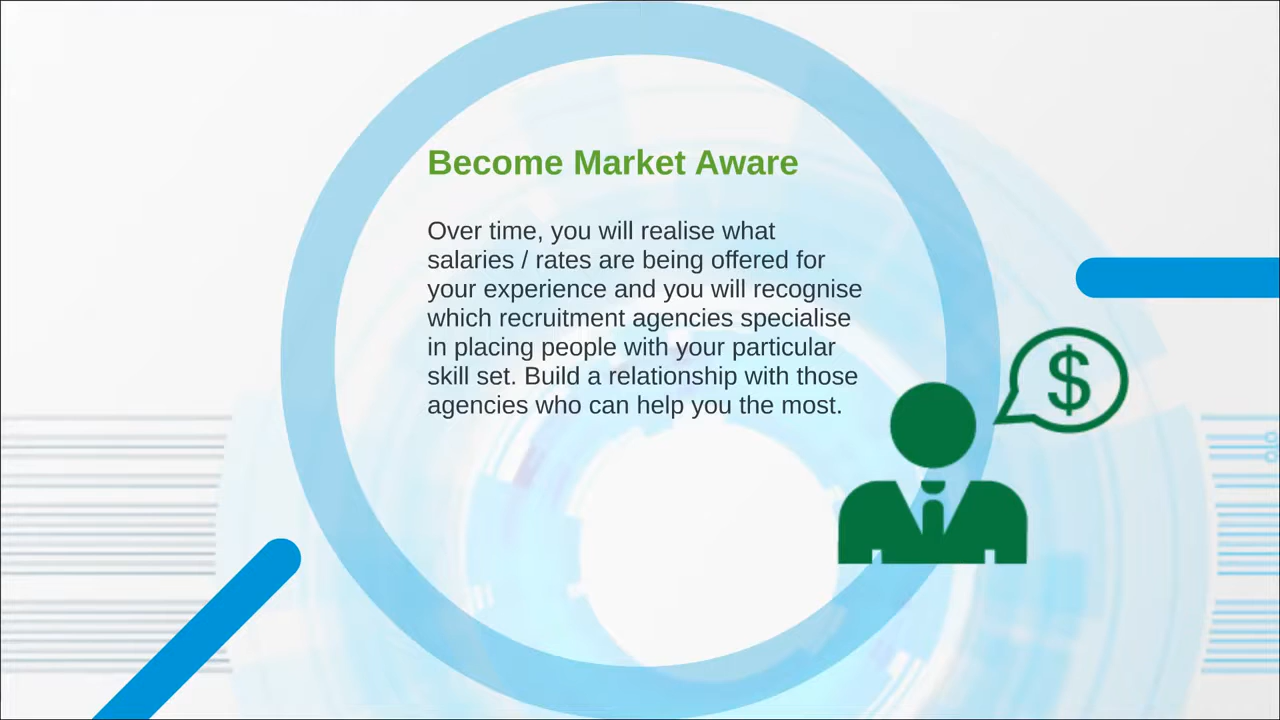 Become Market Aware
Over time, you will realise what
salaries / rates are being offered for
your experience and you will recognise
which recruitment agencies specialise
in placing people with your particular
skill set. Build a relationship with those
agencies who can help you the most.
$